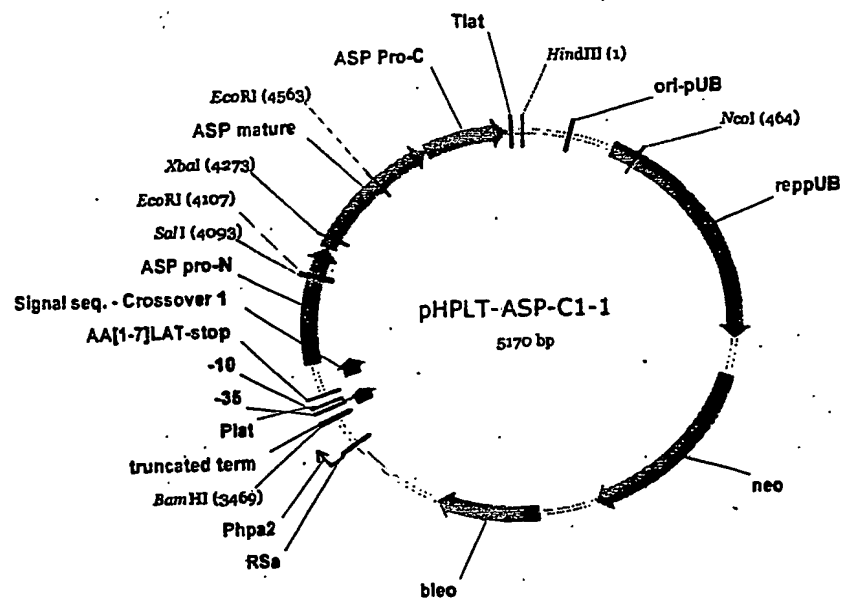 Tlat
HindIII (1)
ASP Pro-C
ori-pUB
EcoRI (4563)
NcoI (464)
ASP mature
XbaI (4273)
reppUB
EcoRI (4107)
SalI (4093)
ASP pro-N
Signal seq. - Crossover 1
pHPLT-ASP-C1-1
AA[1-7]LAT-stop
5170 bp
-10
-35
Plat
truncated term
neo
BamHI (3469)
Phpa2
RSa
bleo